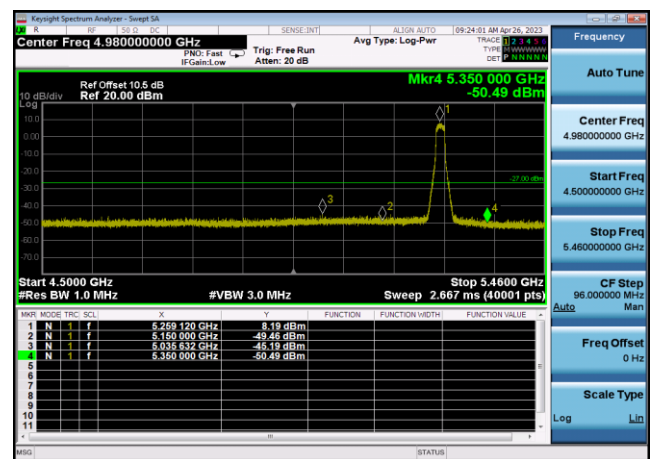 Keysight Spectrum Analyzer - Swept SA
R RF 50 Ω DC SENSE:INT ALIGN AUTO 09:24:01 AM Apr 26, 2023
Center Freq 4.980000000 GHz
PNO: Fast
IFGain:Low
Trig: Free Run
Atten: 20 dB
Avg Type: Log-Pwr
TRACE 1 2 3 4 5 6
TYPE M W W W W W
DET P N N N N N
Frequency
Ref Offset 10.5 dB
10 dB/div Ref 20.00 dBm
Log
Mkr4 5.350 000 GHz
-50.49 dBm
Auto Tune
10.0
0.00
-10.0
-20.0
-30.0
-40.0
-50.0
-60.0
-70.0
1
2
3
4
-27.00 dBm
Center Freq
4.980000000 GHz
Start Freq
4.500000000 GHz
Stop Freq
5.460000000 GHz
Start 4.5000 GHz Stop 5.4600 GHz
#Res BW 1.0 MHz #VBW 3.0 MHz Sweep 2.667 ms (40001 pts)
CF Step
96.000000 MHz
Auto Man
MKR MODE TRC SCL X Y FUNCTION FUNCTION WIDTH FUNCTION VALUE
1 N 1 f 5.259 120 GHz 8.19 dBm
2 N 1 f 5.150 000 GHz -49.46 dBm
3 N 1 f 5.035 632 GHz -45.19 dBm
4 N 1 f 5.350 000 GHz -50.49 dBm
5
6
7
8
9
10
11
Freq Offset
0 Hz
Scale Type
Log Lin
MSG STATUS